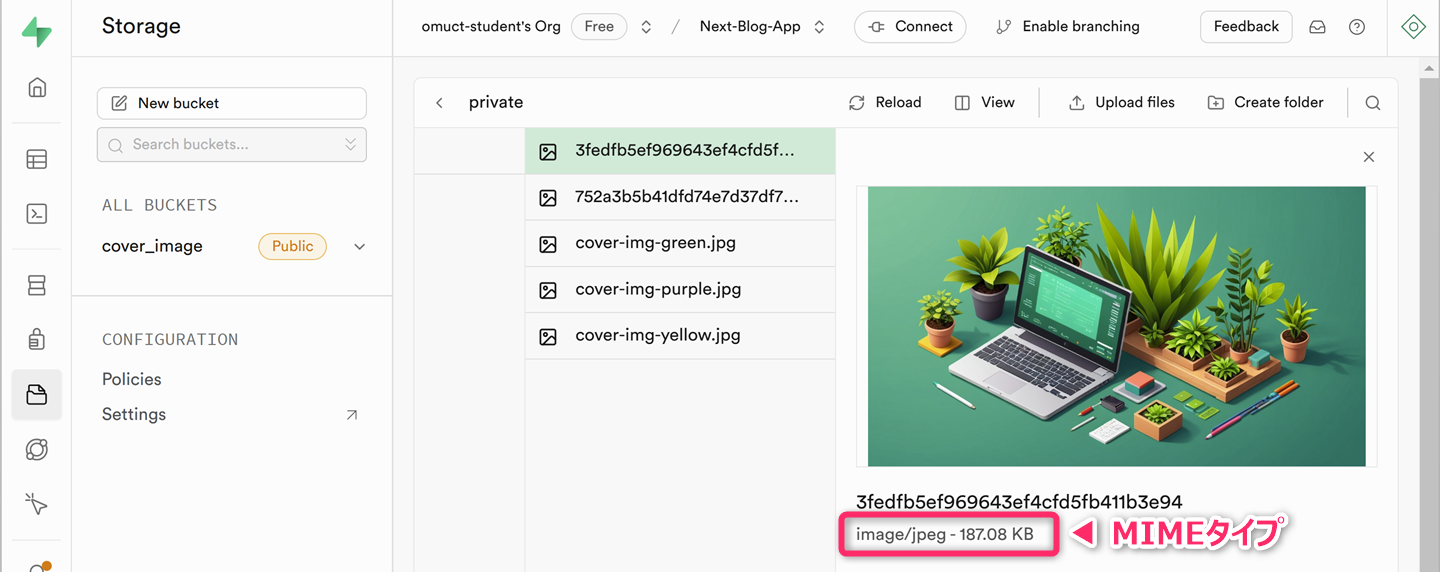 Storage
omuct-student's Org Free / Next-Blog-App Connect Enable branching Feedback
New bucket
Search buckets...
ALL BUCKETS
cover_image Public
CONFIGURATION
Policies
Settings
private Reload View Upload files Create folder
3fedfb5ef969643ef4cfd5f...
752a3b5b41dfd74e7d37df7...
cover-img-green.jpg
cover-img-purple.jpg
cover-img-yellow.jpg
3fedfb5ef969643ef4cfd5fb411b3e94
image/jpeg - 187.08 KB
MIMEタイプ